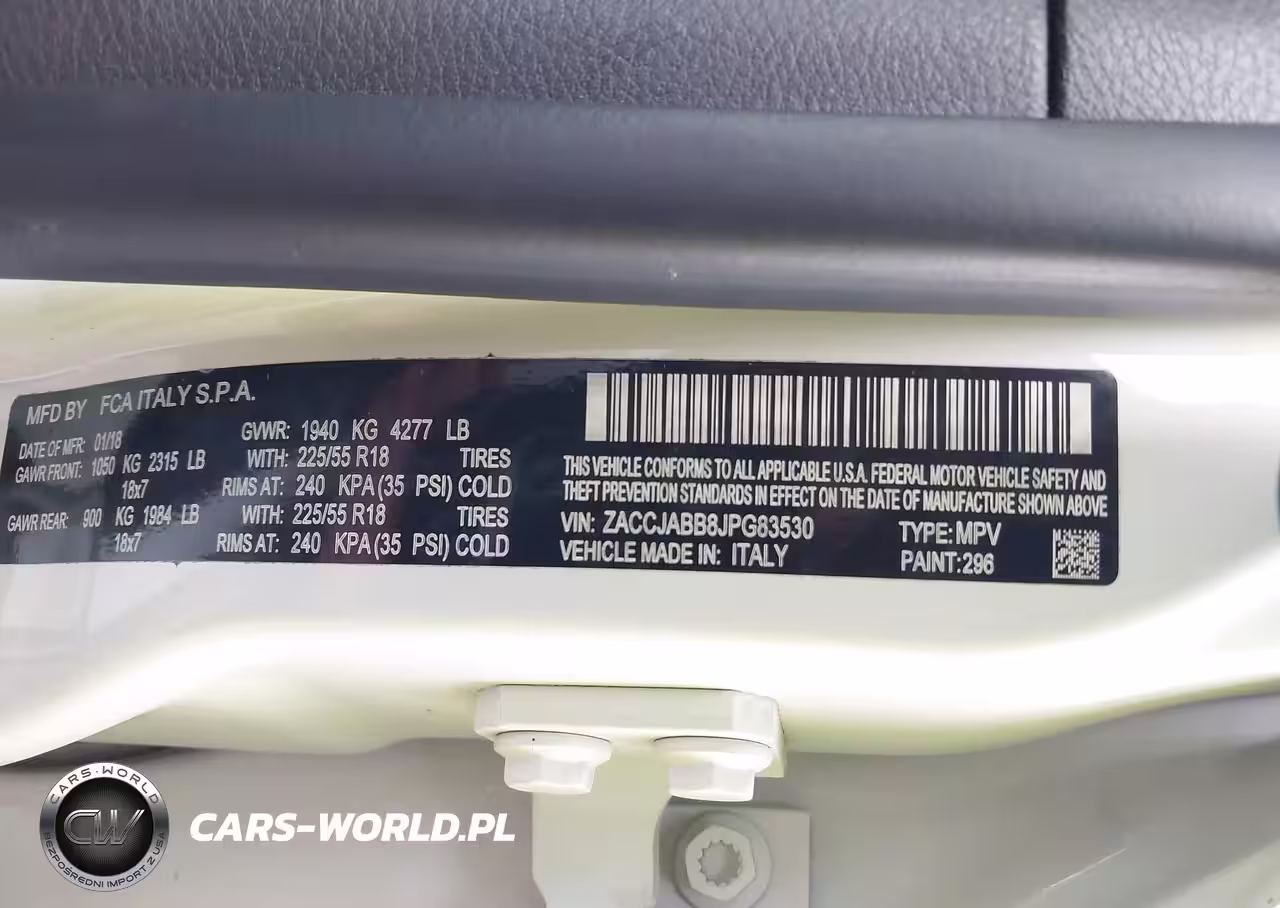 MFD BY FCA ITALY S.P.A.
DATE OF MFR: 01/18 GVWR: 1940 KG 4277 LB
GAWR FRONT: 1050 KG 2315 LB WITH: 225/55 R18 TIRES
18x7 RIMS AT: 240 KPA (35 PSI) COLD
GAWR REAR: 900 KG 1984 LB WITH: 225/55 R18 TIRES
18x7 RIMS AT: 240 KPA (35 PSI) COLD
THIS VEHICLE CONFORMS TO ALL APPLICABLE U.S.A. FEDERAL MOTOR VEHICLE SAFETY AND
THEFT PREVENTION STANDARDS IN EFFECT ON THE DATE OF MANUFACTURE SHOWN ABOVE
VIN: ZACCJABB8JPG83530 TYPE: MPV
VEHICLE MADE IN: ITALY PAINT:296
CARS-WORLD
CW
BEZPOŚREDNI IMPORT Z USA
CARS-WORLD.PL